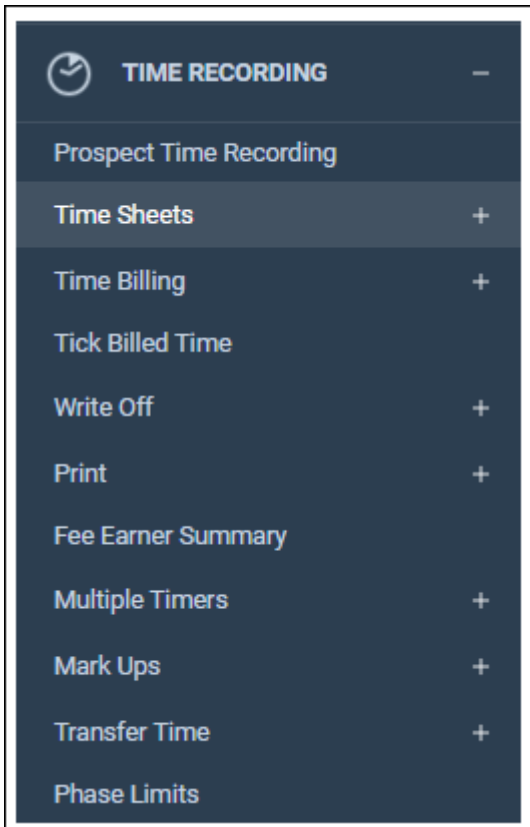 TIME RECORDING −
Prospect Time Recording
Time Sheets +
Time Billing +
Tick Billed Time
Write Off +
Print +
Fee Earner Summary
Multiple Timers +
Mark Ups +
Transfer Time +
Phase Limits